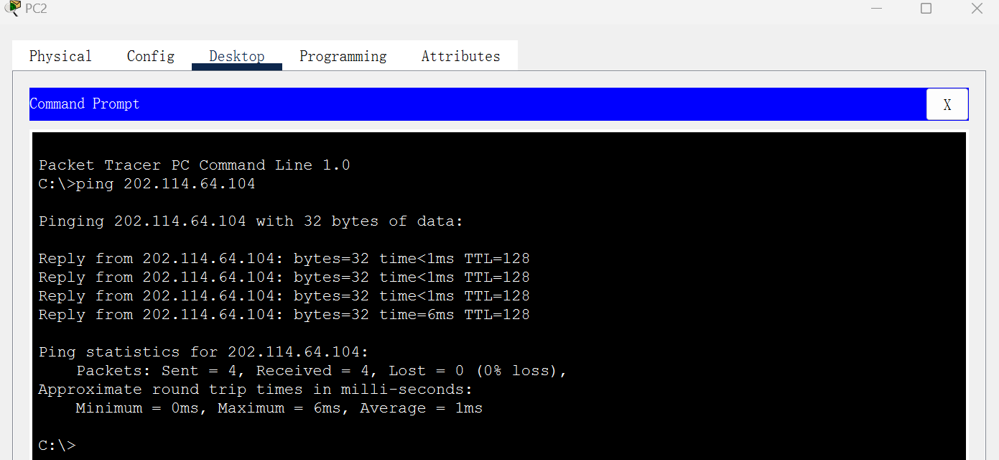 PC2
Physical Config Desktop Programming Attributes
Command Prompt
X
Packet Tracer PC Command Line 1.0
C:\>ping 202.114.64.104
Pinging 202.114.64.104 with 32 bytes of data:
Reply from 202.114.64.104: bytes=32 time<1ms TTL=128
Reply from 202.114.64.104: bytes=32 time<1ms TTL=128
Reply from 202.114.64.104: bytes=32 time<1ms TTL=128
Reply from 202.114.64.104: bytes=32 time=6ms TTL=128
Ping statistics for 202.114.64.104:
Packets: Sent = 4, Received = 4, Lost = 0 (0% loss),
Approximate round trip times in milli-seconds:
Minimum = 0ms, Maximum = 6ms, Average = 1ms
C:\>